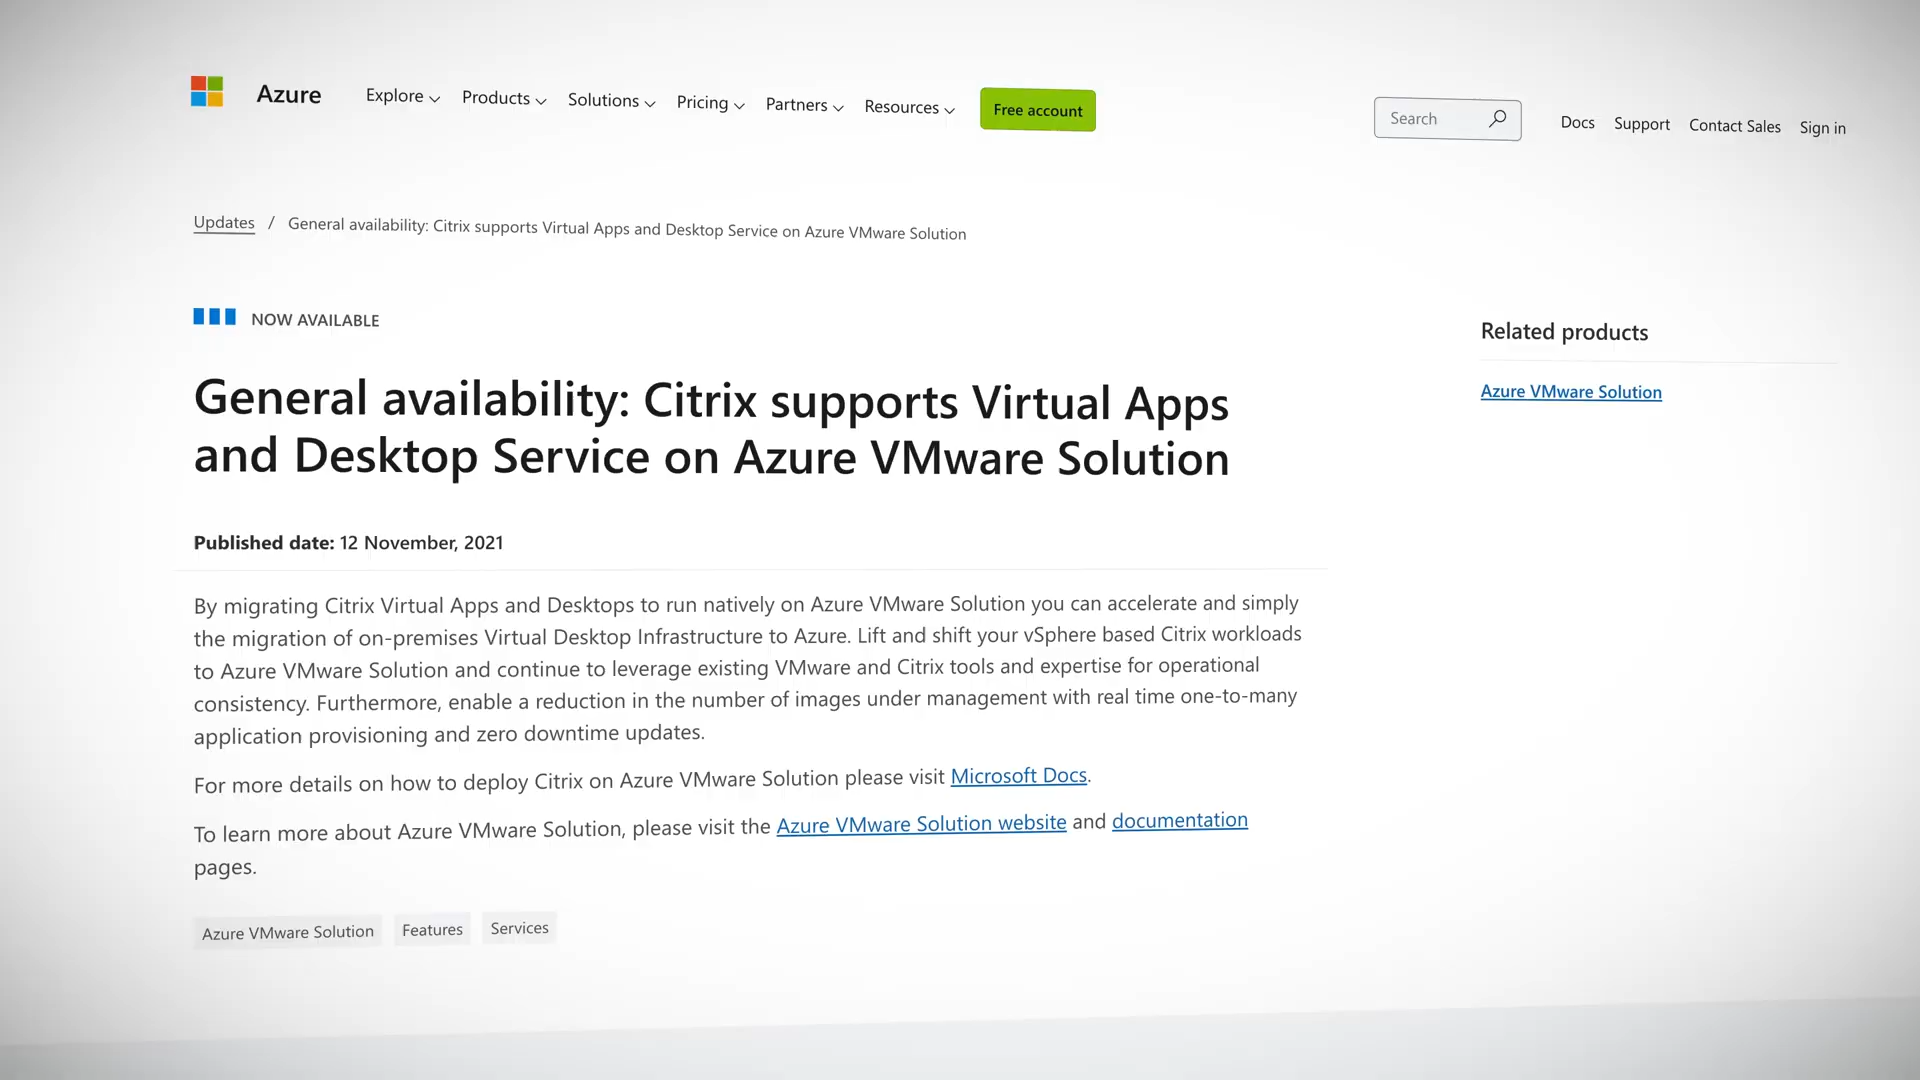 Azure Explore Products Solutions Pricing Partners Resources Free account Search Docs Support Contact Sales Sign in
Updates / General availability: Citrix supports Virtual Apps and Desktop Service on Azure VMware Solution
NOW AVAILABLE
General availability: Citrix supports Virtual Apps
and Desktop Service on Azure VMware Solution
Published date: 12 November, 2021
By migrating Citrix Virtual Apps and Desktops to run natively on Azure VMware Solution you can accelerate and simply
the migration of on-premises Virtual Desktop Infrastructure to Azure. Lift and shift your vSphere based Citrix workloads
to Azure VMware Solution and continue to leverage existing VMware and Citrix tools and expertise for operational
consistency. Furthermore, enable a reduction in the number of images under management with real time one-to-many
application provisioning and zero downtime updates.
For more details on how to deploy Citrix on Azure VMware Solution please visit Microsoft Docs.
To learn more about Azure VMware Solution, please visit the Azure VMware Solution website and documentation
pages.
Azure VMware Solution Features Services
Related products
Azure VMware Solution